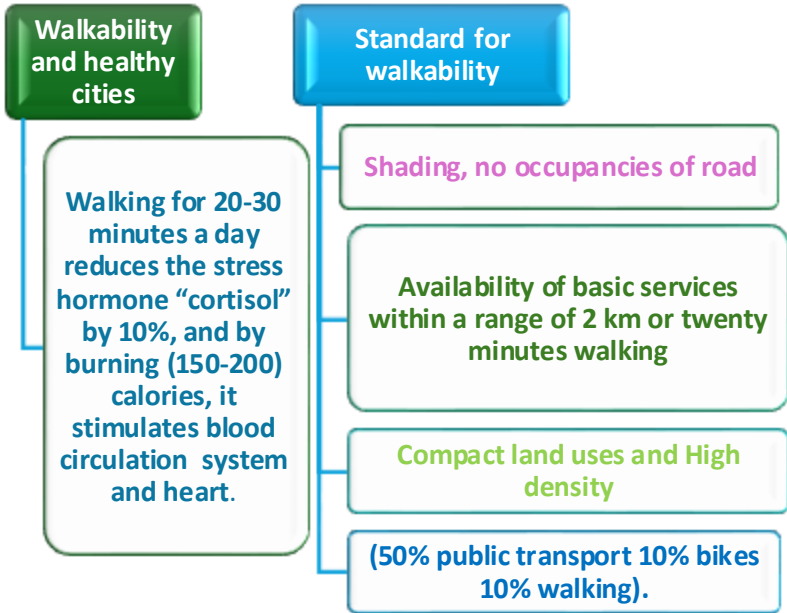 Walkability
and healthy
cities
Walking for 20-30
minutes a day
reduces the stress
hormone “cortisol”
by 10%, and by
burning (150-200)
calories, it
stimulates blood
circulation system
and heart.
Standard for
walkability
Shading, no occupancies of road
Availability of basic services
within a range of 2 km or twenty
minutes walking
Compact land uses and High
density
(50% public transport 10% bikes
10% walking).